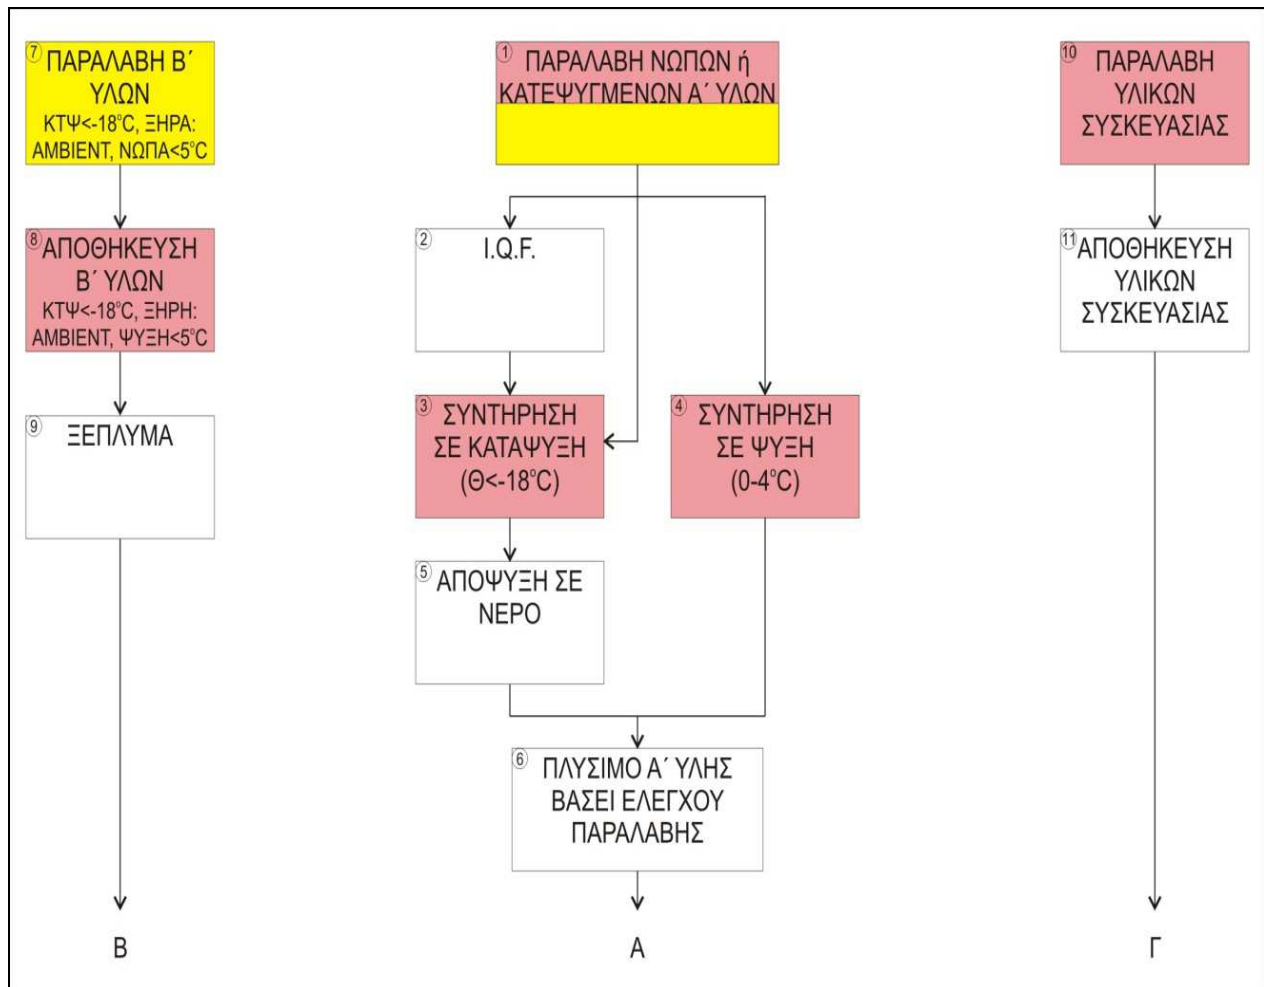 7
ΠΑΡΑΛΑΒΗ Β΄
ΥΛΩΝ
ΚΤΨ<-18°C, ΞΗΡΑ:
AMBIENT, ΝΩΠΑ<5°C
1
ΠΑΡΑΛΑΒΗ ΝΩΠΩΝ ή
ΚΑΤΕΨΥΓΜΕΝΩΝ Α΄ ΥΛΩΝ
10
ΠΑΡΑΛΑΒΗ
ΥΛΙΚΩΝ
ΣΥΣΚΕΥΑΣΙΑΣ
8
ΑΠΟΘΗΚΕΥΣΗ
Β΄ ΥΛΩΝ
ΚΤΨ<-18°C, ΞΗΡΗ:
AMBIENT, ΨΥΞΗ<5°C
2
I.Q.F.
11
ΑΠΟΘΗΚΕΥΣΗ
ΥΛΙΚΩΝ
ΣΥΣΚΕΥΑΣΙΑΣ
9
ΞΕΠΛΥΜΑ
3
ΣΥΝΤΗΡΗΣΗ
ΣΕ ΚΑΤΑΨΥΞΗ
(Θ<-18°C)
4
ΣΥΝΤΗΡΗΣΗ
ΣΕ ΨΥΞΗ
(0-4°C)
5
ΑΠΟΨΥΞΗ ΣΕ
ΝΕΡΟ
6
ΠΛΥΣΙΜΟ Α΄ ΥΛΗΣ
ΒΑΣΕΙ ΕΛΕΓΧΟΥ
ΠΑΡΑΛΑΒΗΣ
Β
Α
Γ